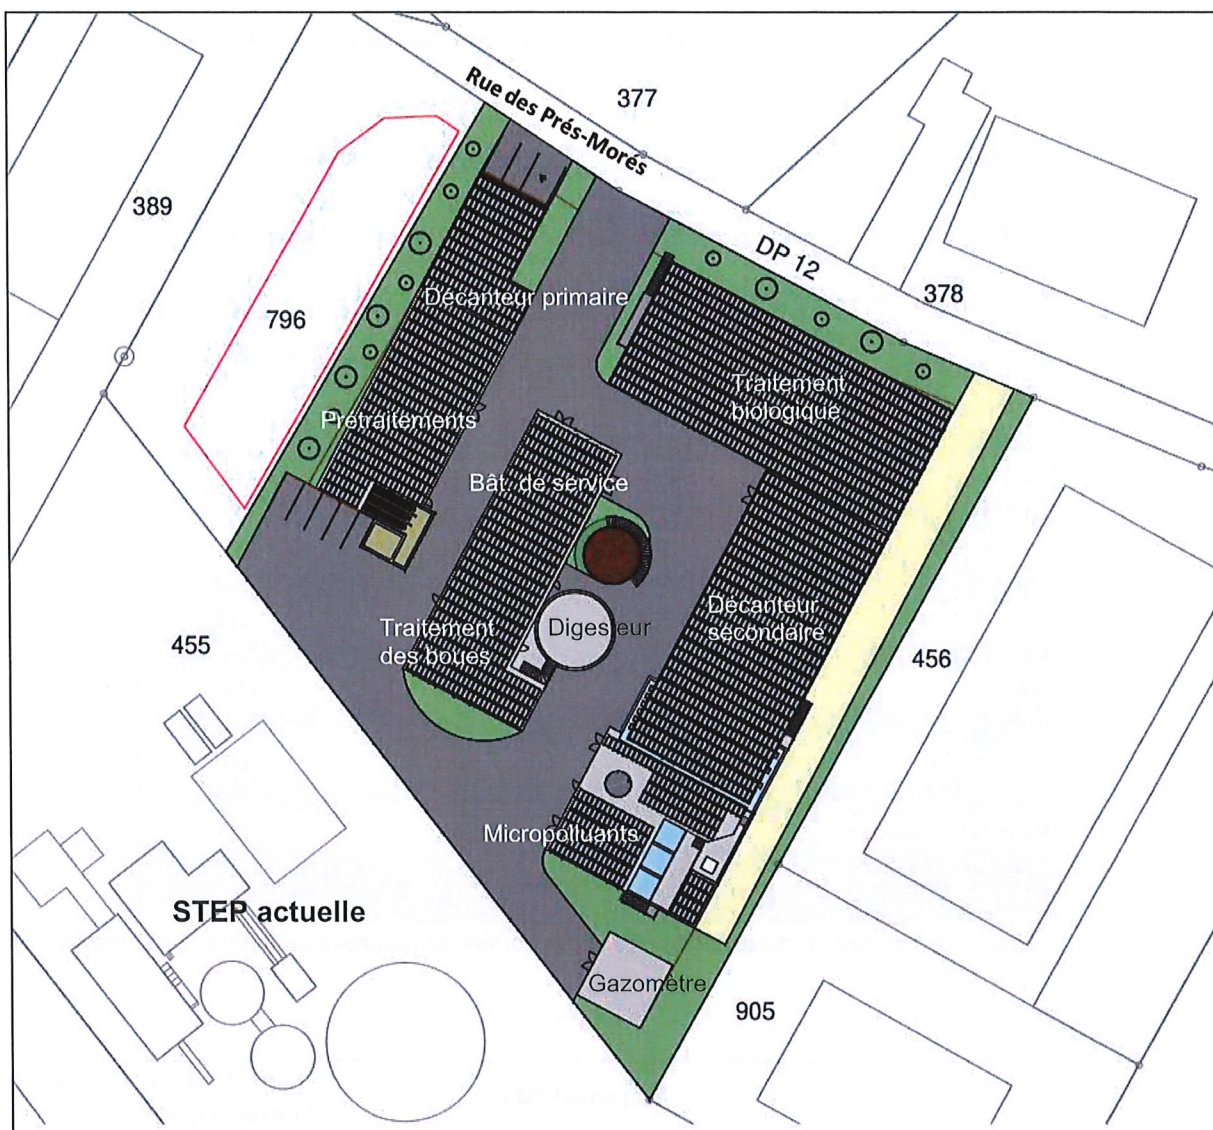 377
Rue des Prés-Morés
389
DP 12
378
796
Décanteur primaire
Traitement
biologique
Prétraitements
Bât. de service
Décanteur
secondaire
Traitement
des boues
Digesteur
455
456
Micropolluants
STEP actuelle
Gazomètre
905